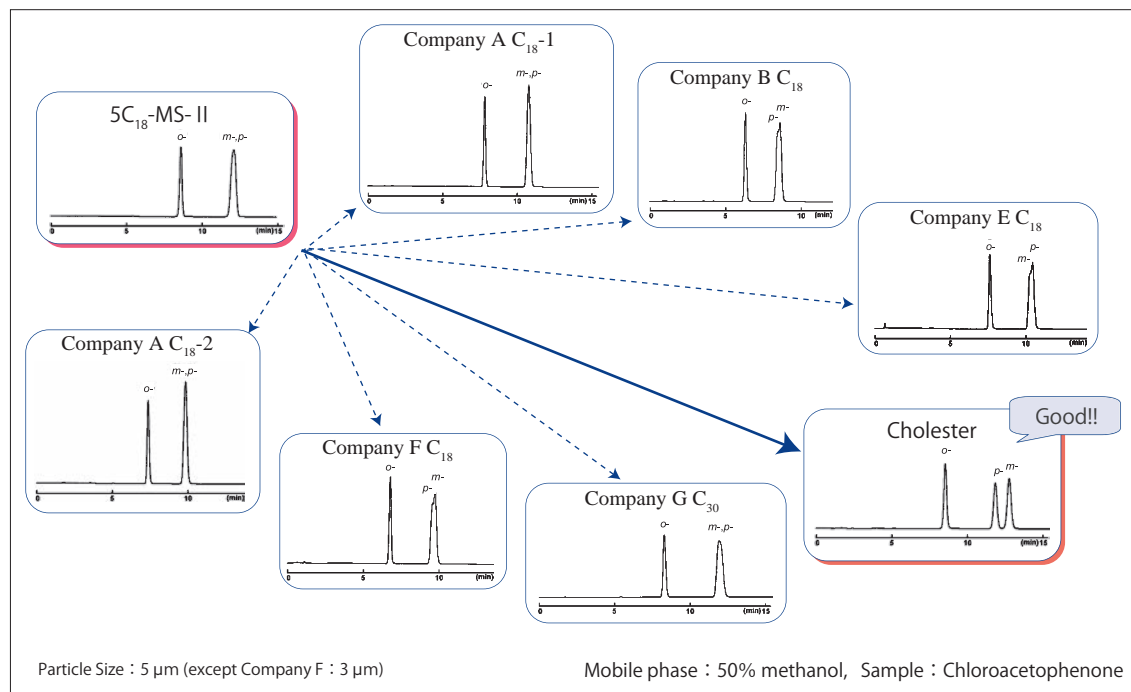 5C18-MS-II
o-
m-,p-
0 5 10 (min) 15
Company A C18-1
o-
m-,p-
0 5 10 (min) 15
Company B C18
o-
m-
p-
0 5 10 (min)
Company E C18
o-
p-
m-
0 5 10 (min)
Company A C18-2
o-
m-,p-
0 5 10 (min)
Company F C18
o-
m-
p-
0 5 10 (min)
Company G C30
o-
m-,p-
0 5 10 (min) 15
Good!!
Cholester
o-
p-
m-
0 5 10 (min) 15
Particle Size：5 µm (except Company F：3 µm)
Mobile phase：50% methanol, Sample：Chloroacetophenone